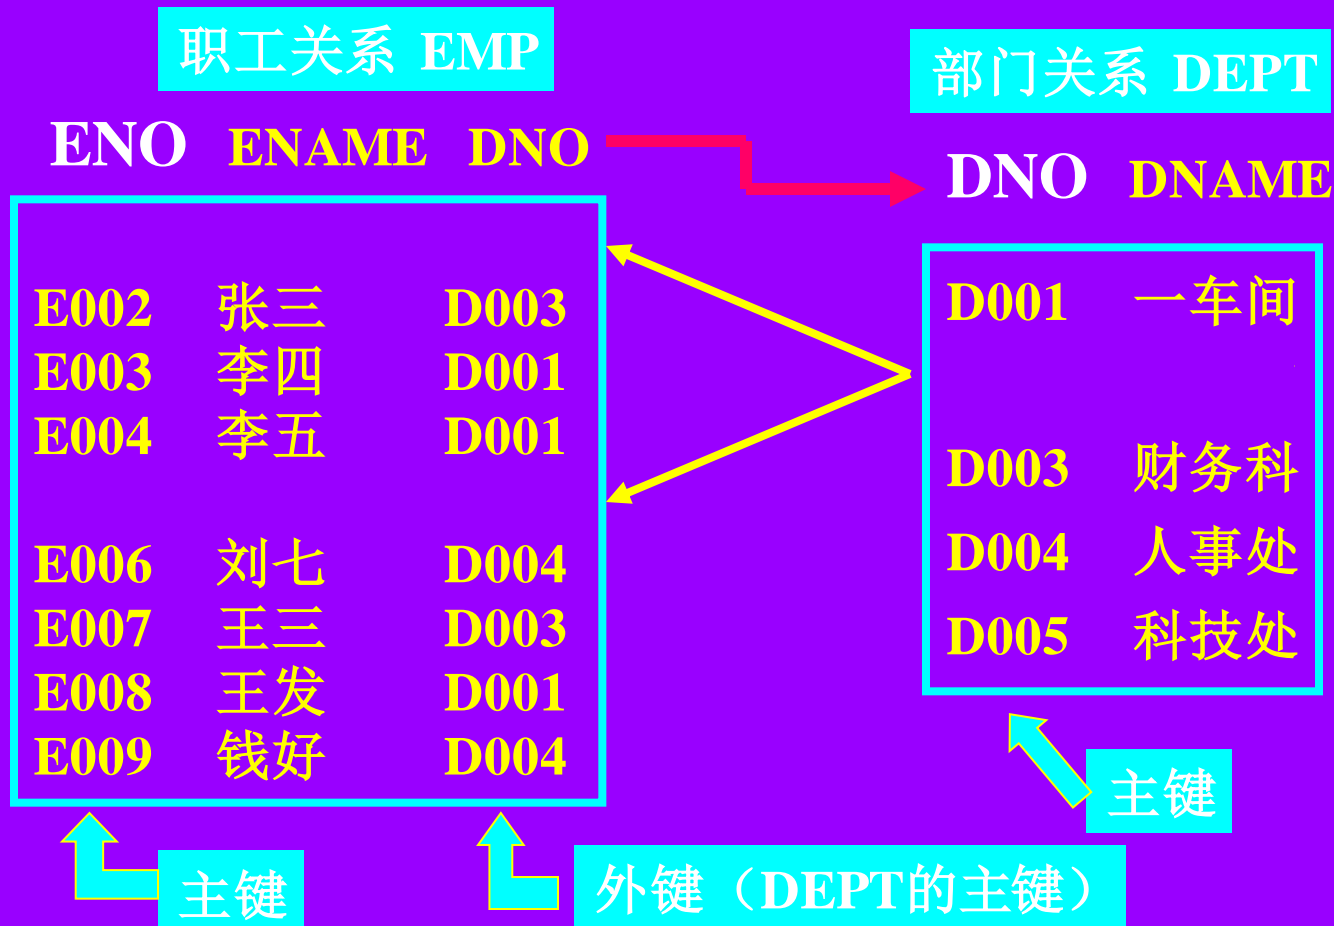 职工关系 EMP
部门关系 DEPT
ENO ENAME DNO
DNO DNAME
E002 张三 D003
E003 李四 D001
E004 李五 D001
E006 刘七 D004
E007 王三 D003
E008 王发 D001
E009 钱好 D004
D001 一车间
D003 财务科
D004 人事处
D005 科技处
主键
主键
外键（DEPT的主键）